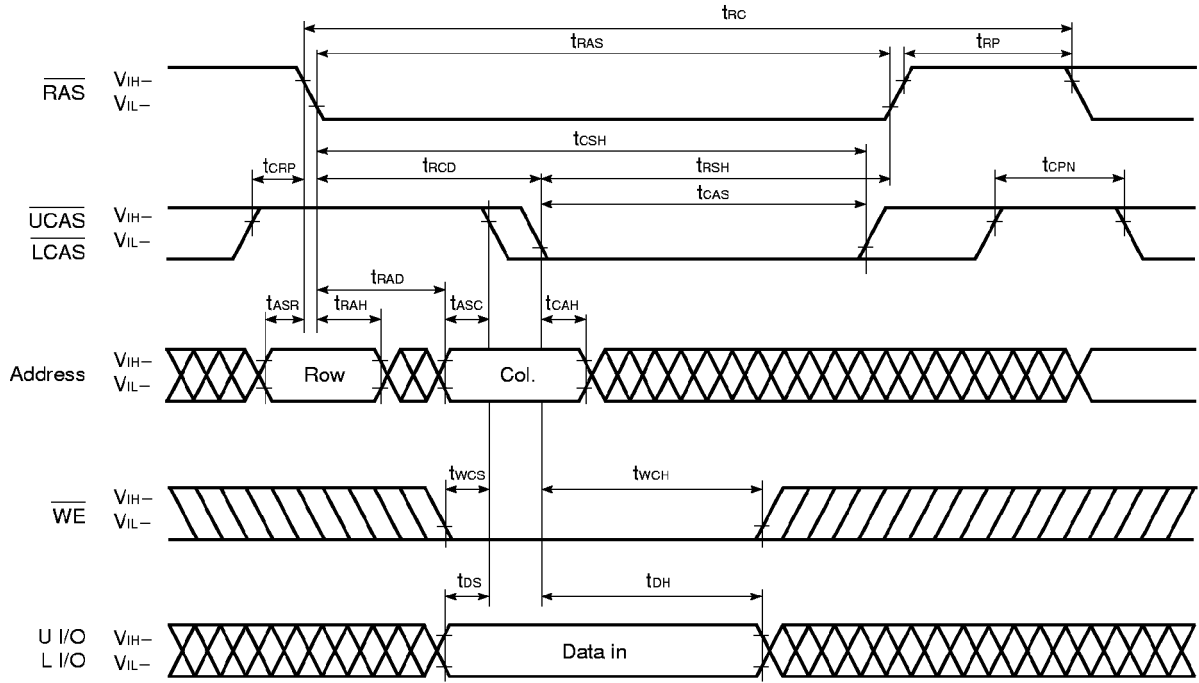 tRC
tRAS
tRP
RAS
VIH–
VIL–
tCSH
tCRP
tRCD
tRSH
tCPN
tCAS
UCAS
LCAS
VIH–
VIL–
tRAD
tASR
tRAH
tASC
tCAH
Address
VIH–
VIL–
Row
Col.
tWCS
tWCH
WE
VIH–
VIL–
tDS
tDH
U I/O
L I/O
VIH–
VIL–
Data in